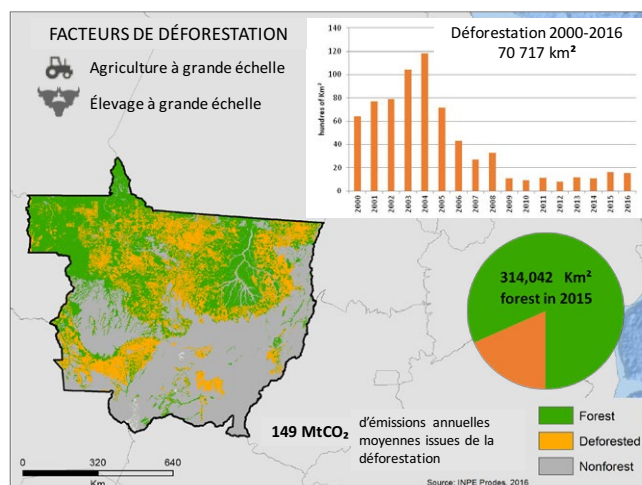 FACTEURS DE DÉFORESTATION
Agriculture à grande échelle
Élevage à grande échelle
Déforestation 2000-2016
70 717 km²
hundres of Km²
140
120
100
80
60
40
20
0
2000
2001
2002
2003
2004
2005
2006
2007
2008
2009
2010
2011
2012
2013
2014
2015
2016
314,042 Km²
forest in 2015
149 MtCO₂
d'émissions annuelles
moyennes issues de la
déforestation
Forest
Deforested
Nonforest
0 320 640
Km
Source: INPE Prodes, 2016